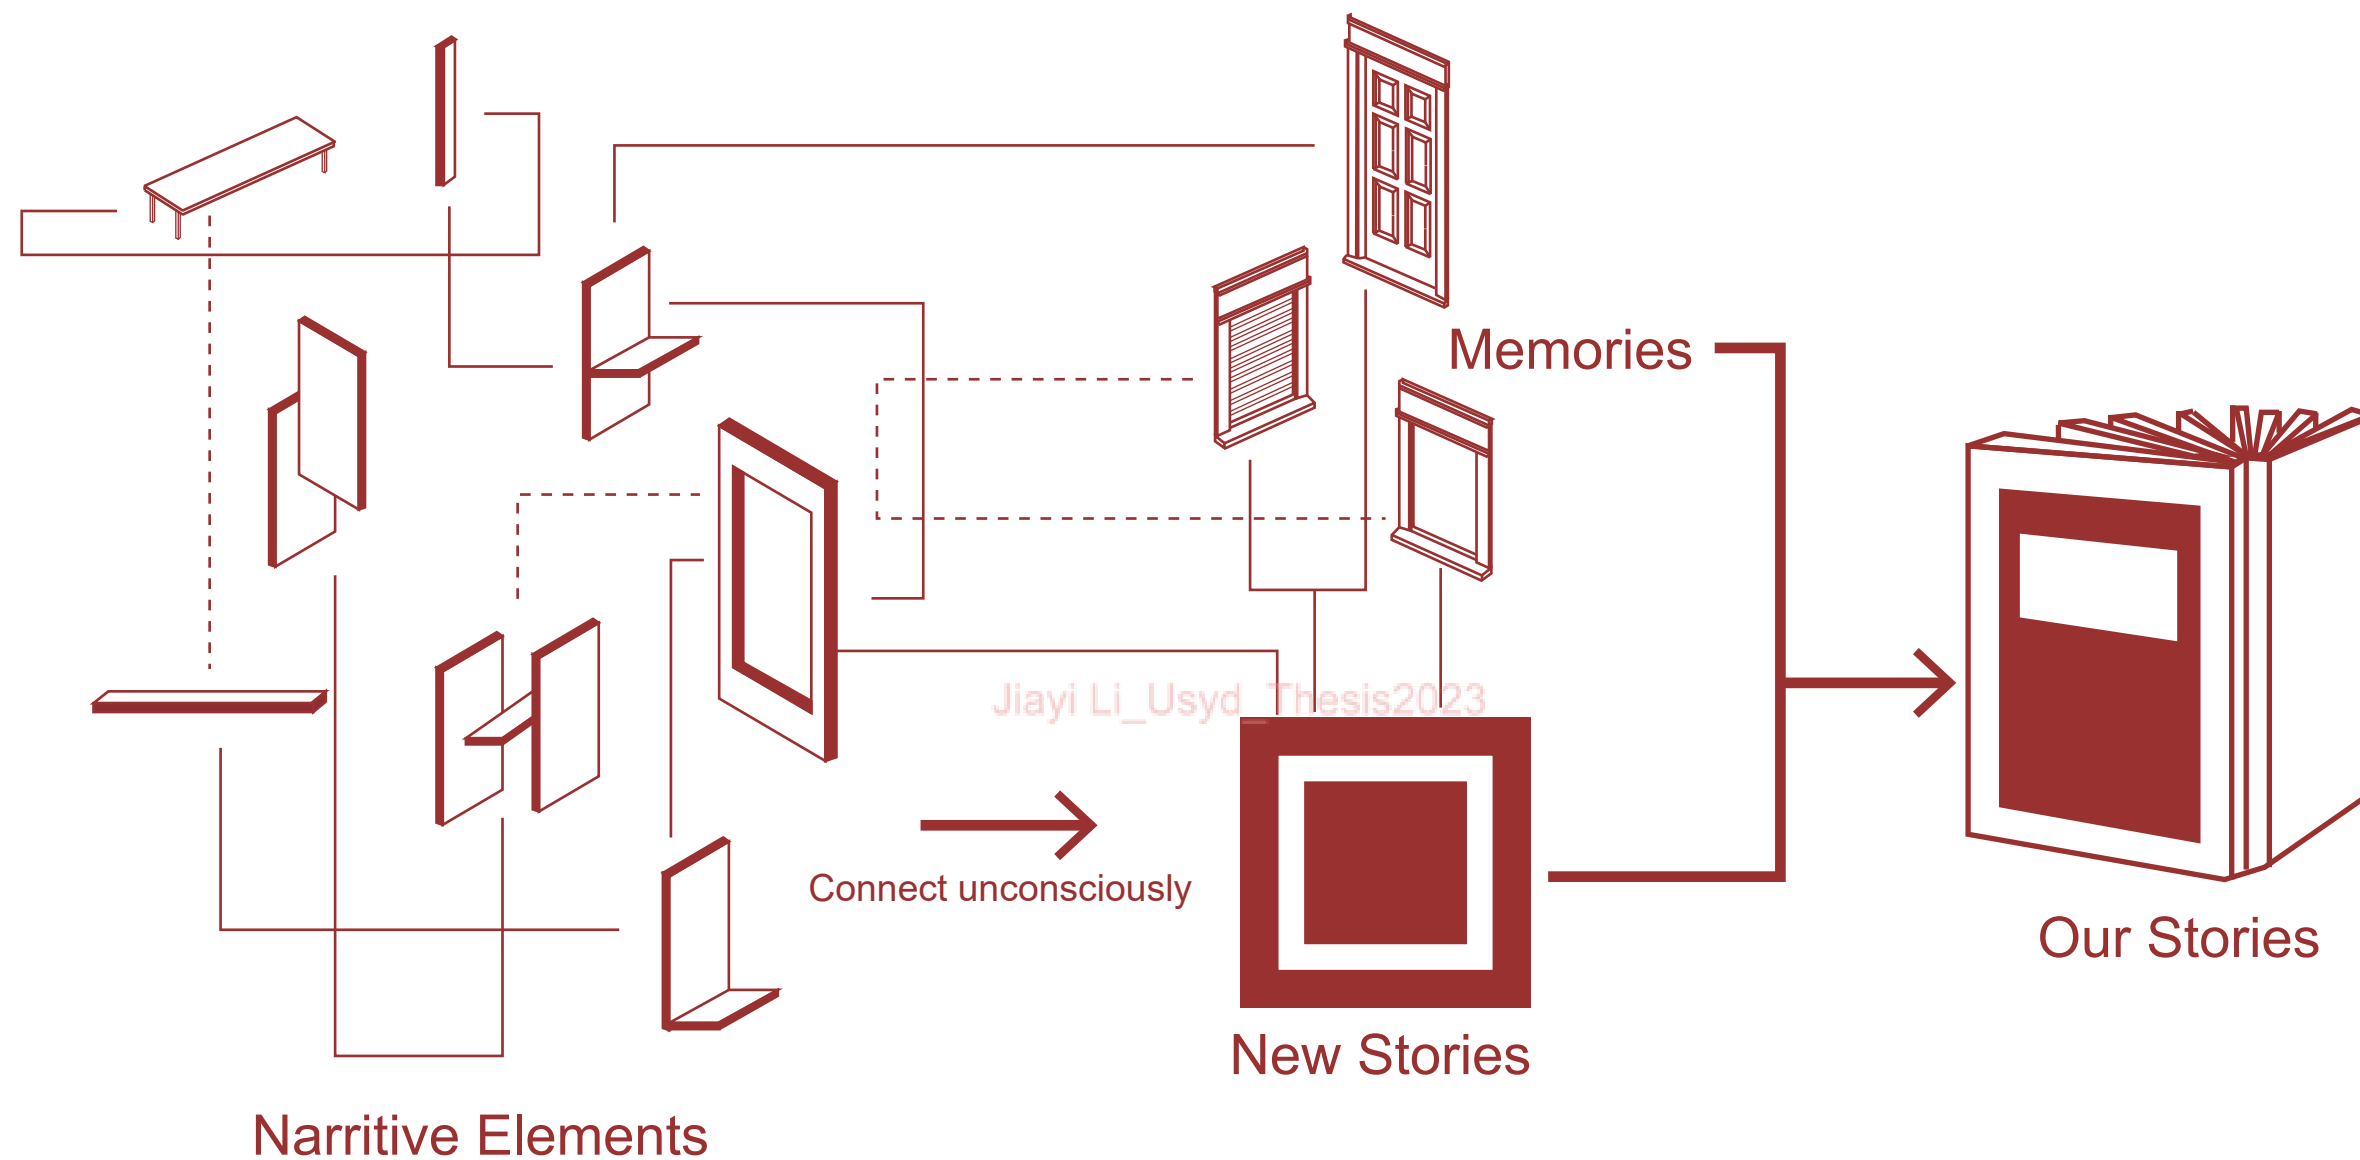 Memories
Jiayi Li_Usyd_Thesis2023
Connect unconsciously
Our Stories
New Stories
Narritive Elements